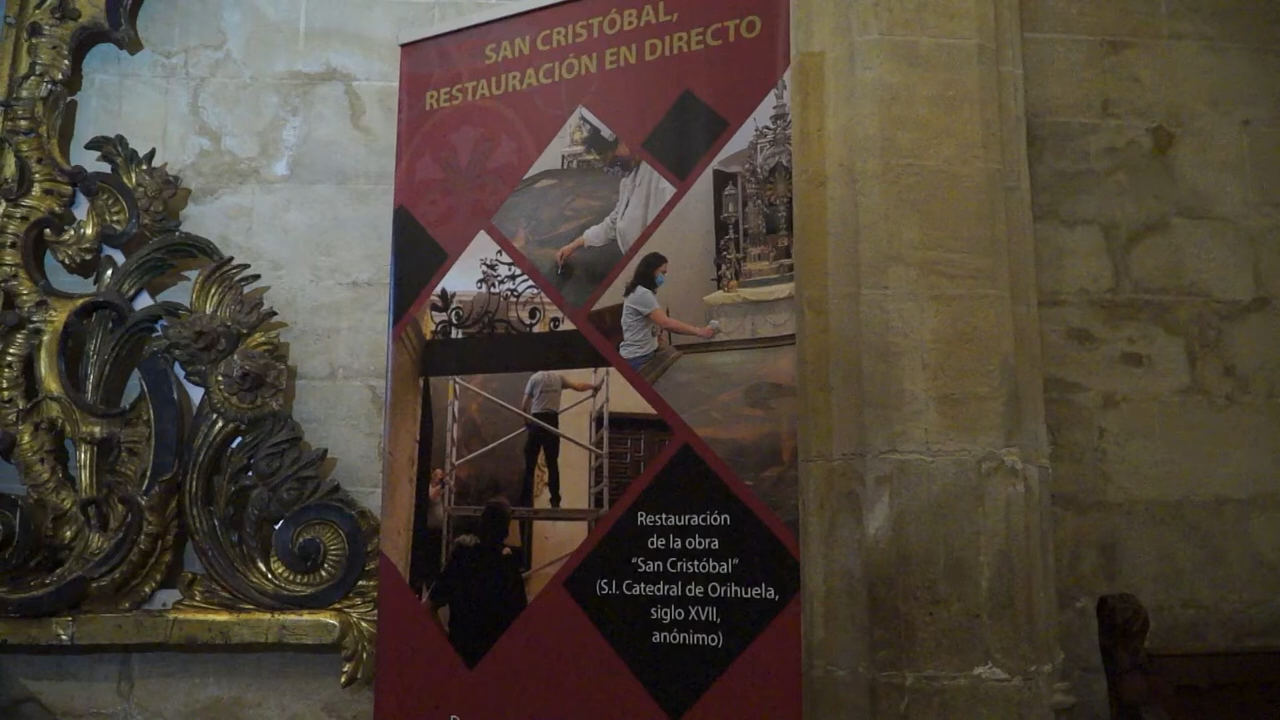 SAN CRISTÓBAL,
RESTAURACIÓN EN DIRECTO
Restauración
de la obra
“San Cristóbal”
(S.I. Catedral de Orihuela,
siglo XVII,
anónimo)